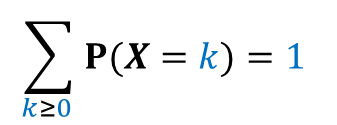 ∑ P(X = k) = 1
k≥0